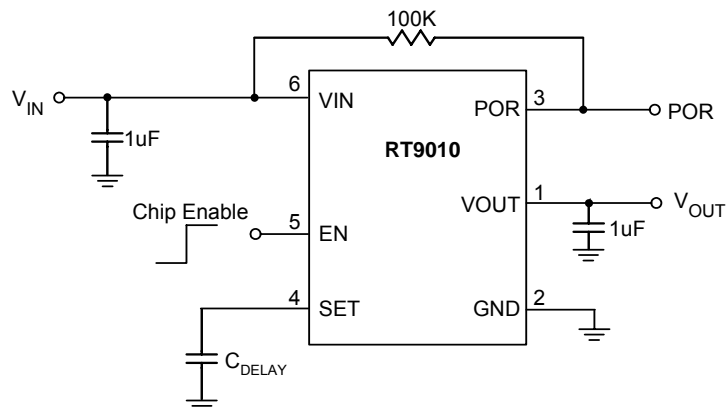 100K
V_IN
6
VIN
POR
3
POR
1uF
RT9010
Chip Enable
5
EN
VOUT
1
V_OUT
1uF
4
SET
GND
2
C_DELAY